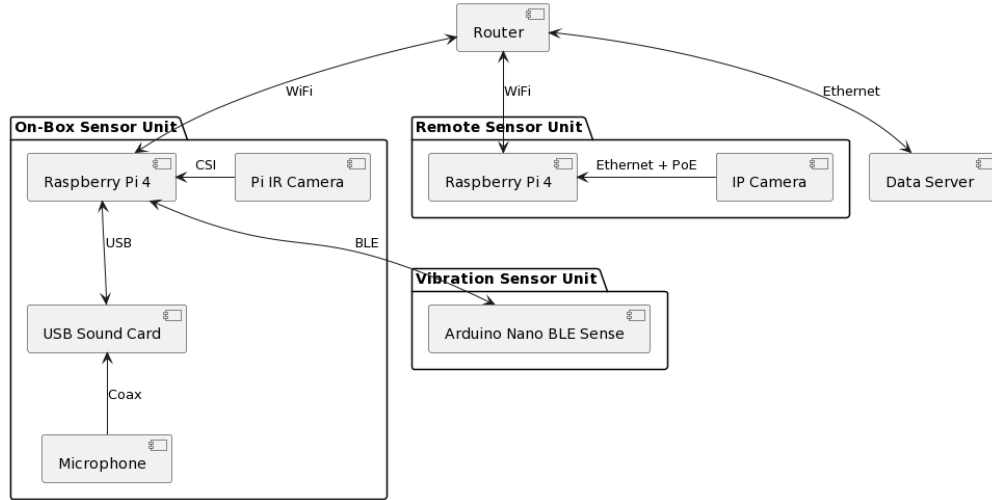 Router
WiFi
WiFi
Ethernet
On-Box Sensor Unit
Remote Sensor Unit
Raspberry Pi 4
CSI
Pi IR Camera
Raspberry Pi 4
Ethernet + PoE
IP Camera
Data Server
USB
BLE
Vibration Sensor Unit
USB Sound Card
Arduino Nano BLE Sense
Coax
Microphone